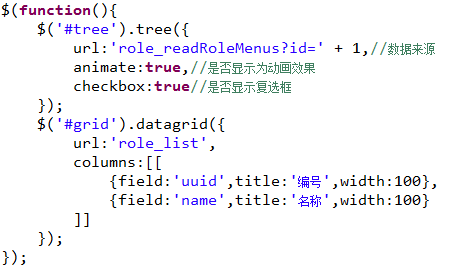 $(function(){
    $('#tree').tree({
        url:'role_readRoleMenus?id=' + 1,//数据来源
        animate:true,//是否显示为动画效果
        checkbox:true//是否显示复选框
    });
    $('#grid').datagrid({
        url:'role_list',
        columns:[[
            {field:'uuid',title:'编号',width:100},
            {field:'name',title:'名称',width:100}
        ]]
    });
});